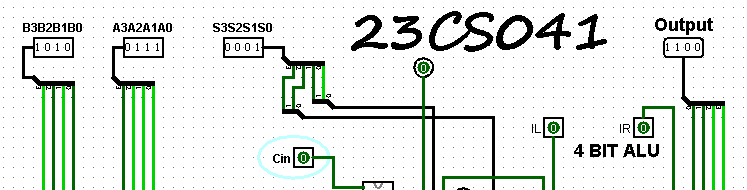 B3B2B1B0 A3A2A1A0 S3S2S1S0 23CS041 Output
1010 0111 0001 1100
0
IL 0 IR 0
4 BIT ALU
Cin 0